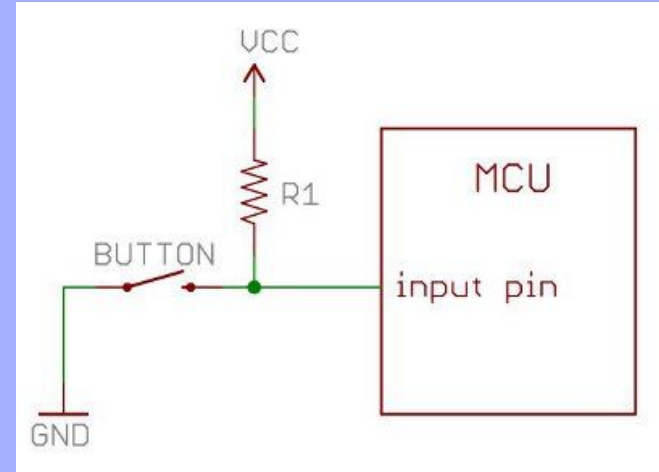 VCC
MCU
R1
BUTTON
input pin
GND